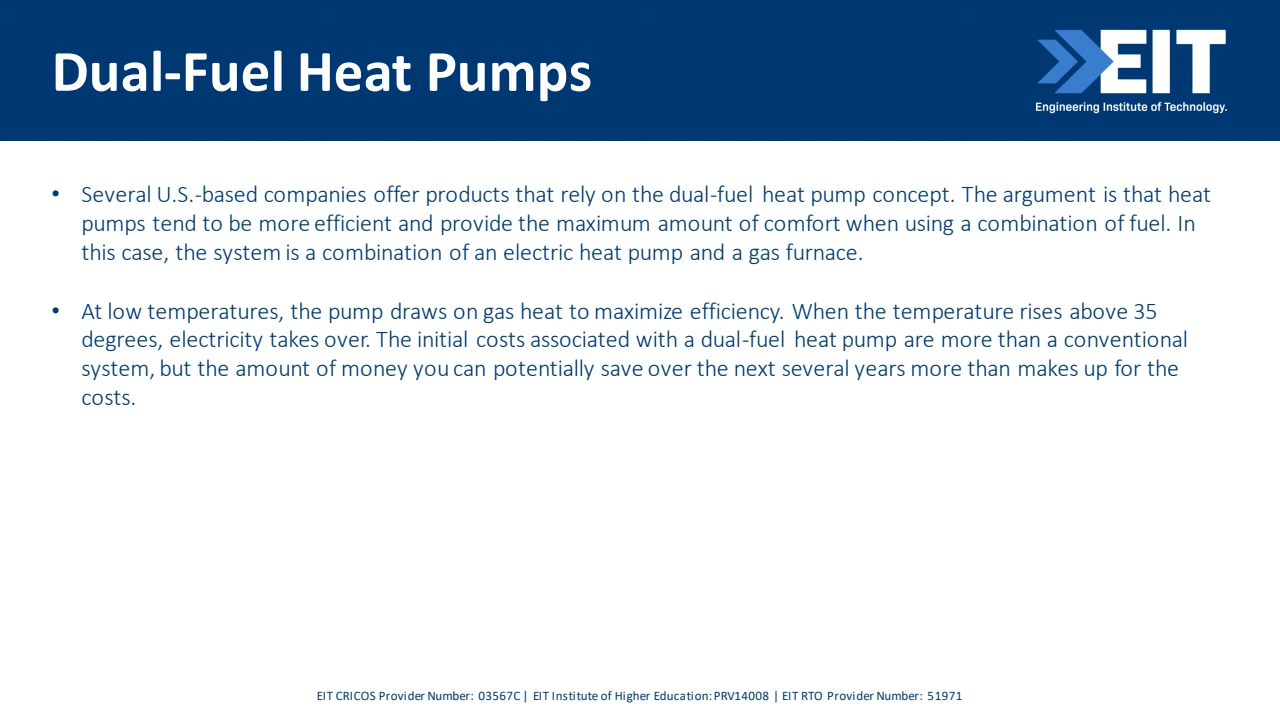 Dual-Fuel Heat Pumps
EIT
Engineering Institute of Technology.
• Several U.S.-based companies offer products that rely on the dual-fuel heat pump concept. The argument is that heat
pumps tend to be more efficient and provide the maximum amount of comfort when using a combination of fuel. In
this case, the system is a combination of an electric heat pump and a gas furnace.
• At low temperatures, the pump draws on gas heat to maximize efficiency. When the temperature rises above 35
degrees, electricity takes over. The initial costs associated with a dual-fuel heat pump are more than a conventional
system, but the amount of money you can potentially save over the next several years more than makes up for the
costs.
EIT CRICOS Provider Number: 03567C | EIT Institute of Higher Education: PRV14008 | EIT RTO Provider Number: 51971